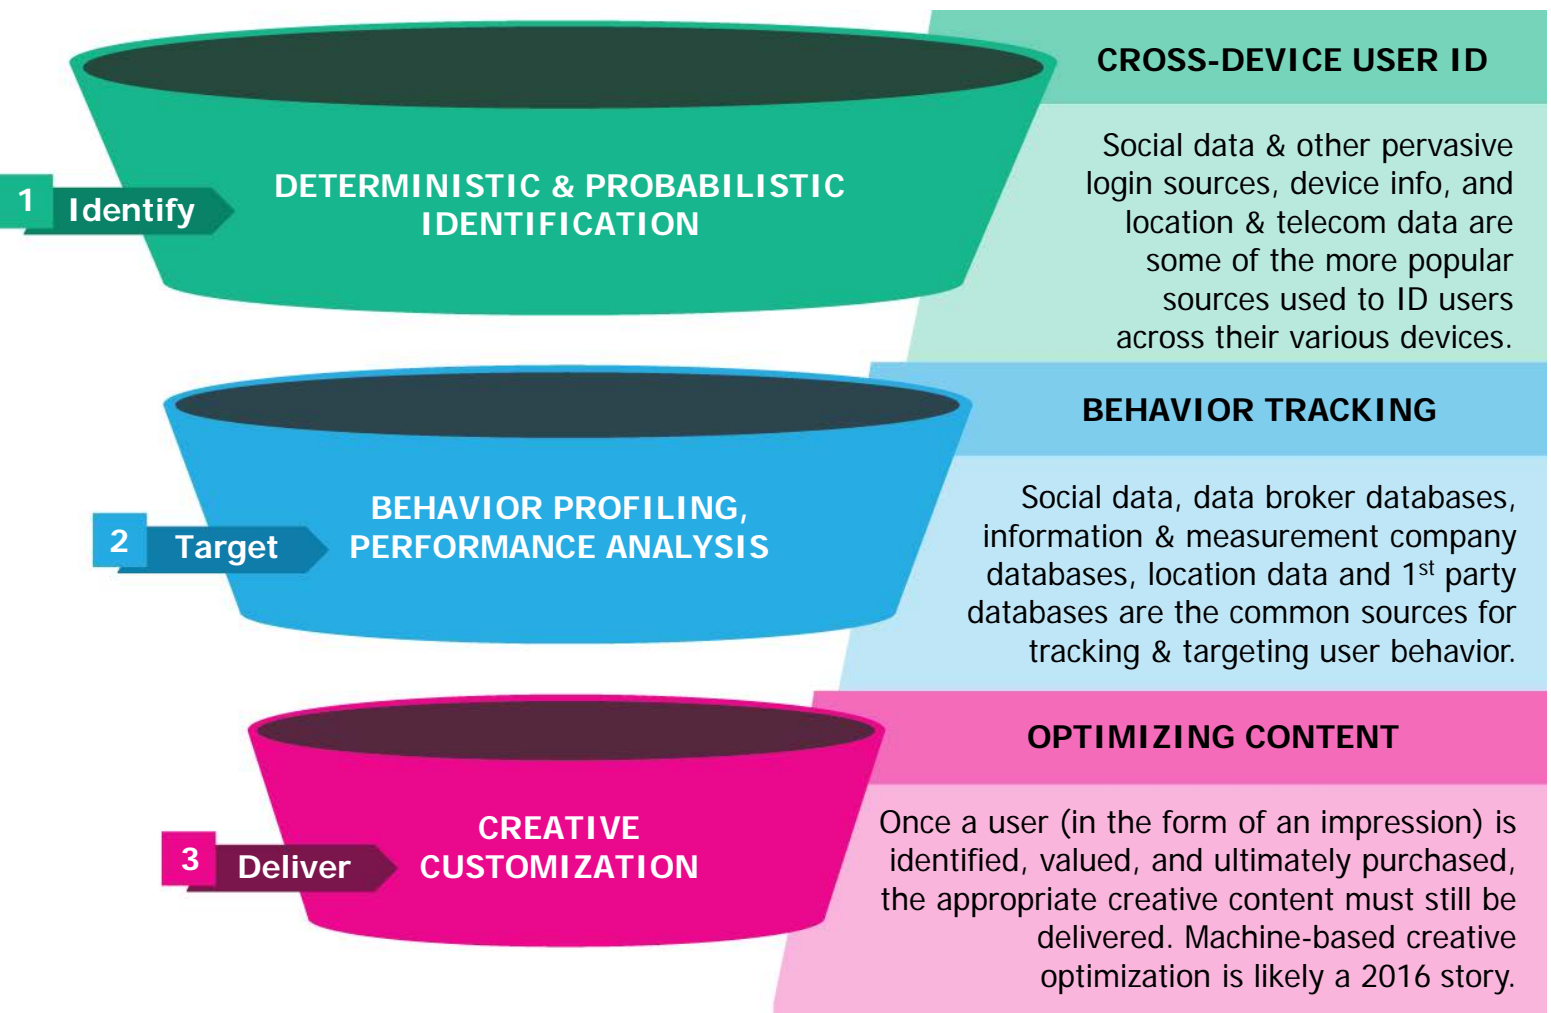 CROSS-DEVICE USER ID
DETERMINISTIC & PROBABILISTIC
IDENTIFICATION
1 Identify
Social data & other pervasive
login sources, device info, and
location & telecom data are
some of the more popular
sources used to ID users
across their various devices.
BEHAVIOR TRACKING
BEHAVIOR PROFILING,
PERFORMANCE ANALYSIS
2 Target
Social data, data broker databases,
information & measurement company
databases, location data and 1st party
databases are the common sources for
tracking & targeting user behavior.
OPTIMIZING CONTENT
CREATIVE
CUSTOMIZATION
3 Deliver
Once a user (in the form of an impression) is
identified, valued, and ultimately purchased,
the appropriate creative content must still be
delivered. Machine-based creative
optimization is likely a 2016 story.